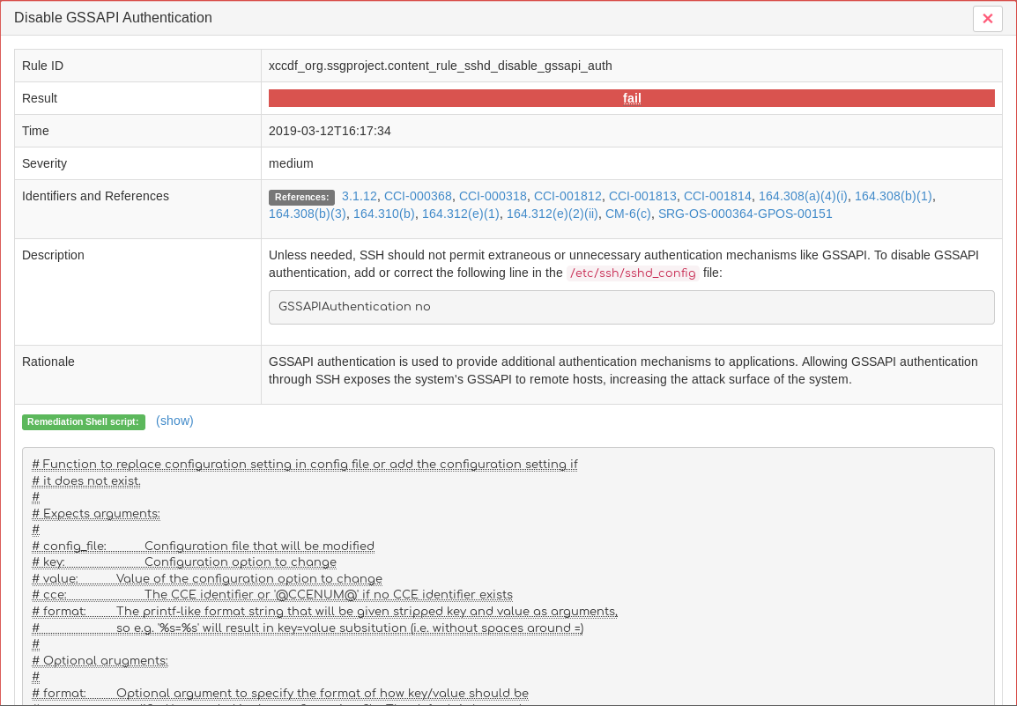 Disable GSSAPI Authentication
Rule ID xccdf_org.ssgproject.content_rule_sshd_disable_gssapi_auth
Result fail
Time 2019-03-12T16:17:34
Severity medium
Identifiers and References References: 3.1.12, CCI-000368, CCI-000318, CCI-001812, CCI-001813, CCI-001814, 164.308(a)(4)(i), 164.308(b)(1),
164.308(b)(3), 164.310(b), 164.312(e)(1), 164.312(e)(2)(ii), CM-6(c), SRG-OS-000364-GPOS-00151
Description Unless needed, SSH should not permit extraneous or unnecessary authentication mechanisms like GSSAPI. To disable GSSAPI
authentication, add or correct the following line in the /etc/ssh/sshd_config file:
GSSAPIAuthentication no
Rationale GSSAPI authentication is used to provide additional authentication mechanisms to applications. Allowing GSSAPI authentication
through SSH exposes the system's GSSAPI to remote hosts, increasing the attack surface of the system.
Remediation Shell script: (show)
# Function to replace configuration setting in config file or add the configuration setting if
# it does not exist.
#
# Expects arguments:
#
# config_file: Configuration file that will be modified
# key: Configuration option to change
# value: Value of the configuration option to change
# cce: The CCE identifier or '@CCENUM@' if no CCE identifier exists
# format: The printf-like format string that will be given stripped key and value as arguments,
# so e.g. '%s=%s' will result in key=value subsitution (i.e. without spaces around =)
#
# Optional arugments:
#
# format: Optional argument to specify the format of how key/value should be